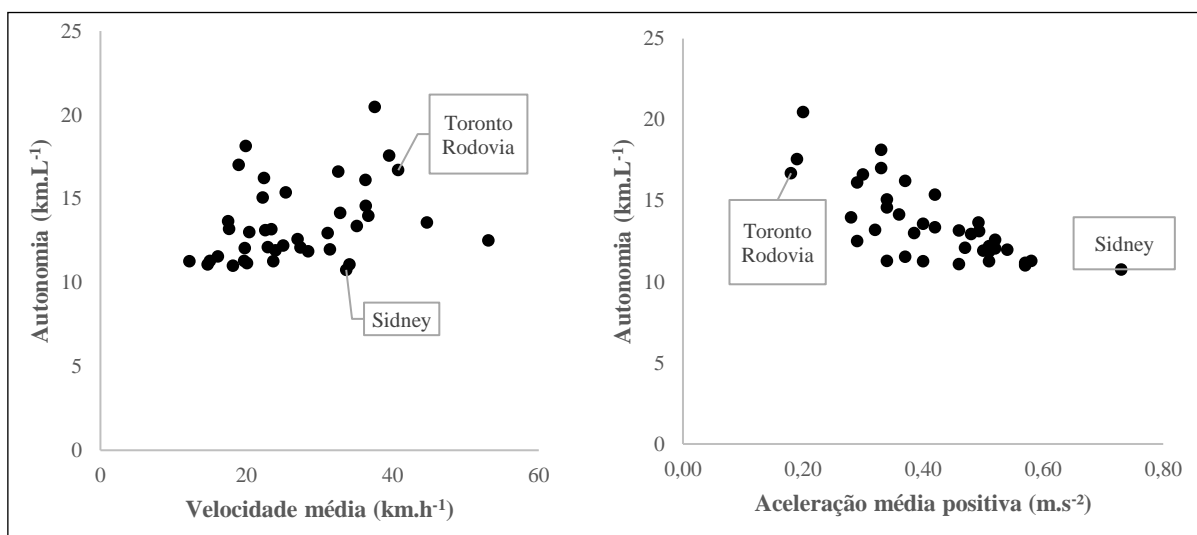 25
20
15
10
5
0
Autonomia (km.L⁻¹)
Toronto
Rodovia
Sidney
0
20
40
60
Velocidade média (km.h⁻¹)
25
20
15
10
5
0
Autonomia (km.L⁻¹)
Toronto
Rodovia
Sidney
0,00
0,20
0,40
0,60
0,80
Aceleração média positiva (m.s⁻²)